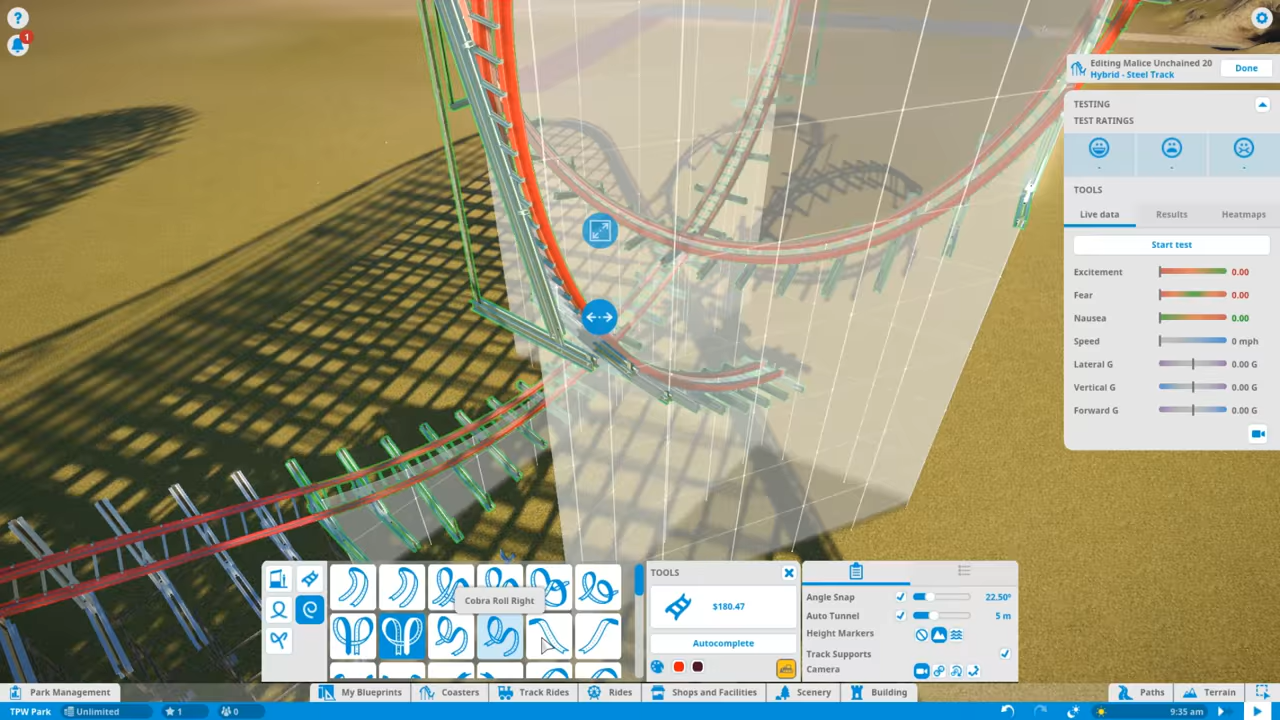 ?
1
Editing Malice Unchained 20
Hybrid - Steel Track
Done
TESTING
TEST RATINGS
-
-
-
TOOLS
Live data
Results
Heatmaps
Start test
Excitement 0.00
Fear 0.00
Nausea 0.00
Speed 0 mph
Lateral G 0.00 G
Vertical G 0.00 G
Forward G 0.00 G
Cobra Roll Right
TOOLS
$180.47
Autocomplete
Angle Snap 22.50°
Auto Tunnel 5 m
Height Markers
Track Supports
Camera
Park Management
My Blueprints
Coasters
Track Rides
Rides
Shops and Facilities
Scenery
Building
Paths
Terrain
TPW Park
Unlimited
1
0
9:35 am